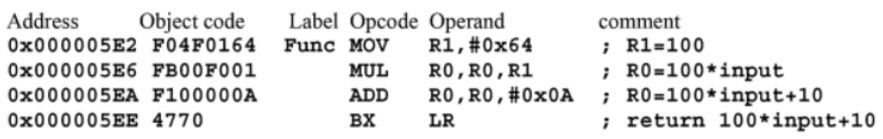 Address Object code Label Opcode Operand comment
0x000005E2 F04F0164 Func MOV R1,#0x64 ; R1=100
0x000005E6 FB00F001 MUL R0,R0,R1 ; R0=100*input
0x000005EA F100000A ADD R0,R0,#0x0A ; R0=100*input+10
0x000005EE 4770 BX LR ; return 100*input+10